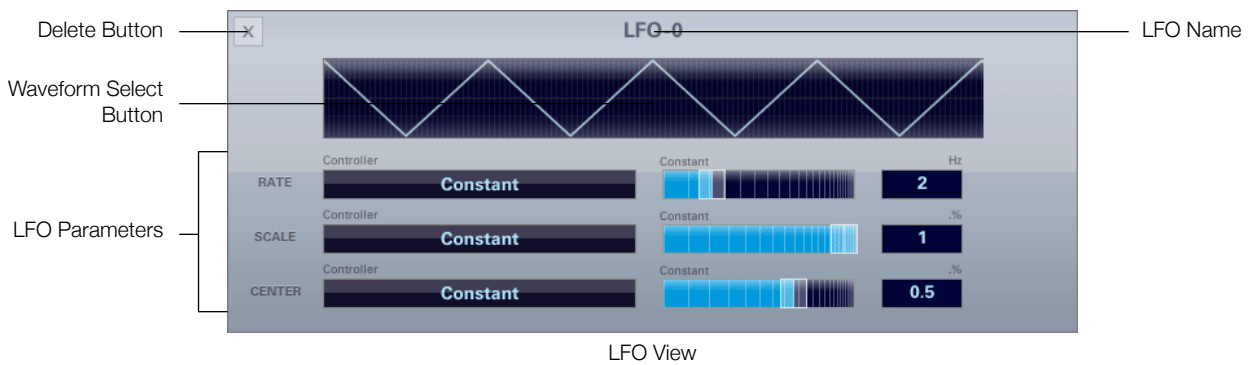 Delete Button
X
LFO-0
LFO Name
Waveform Select
Button
LFO Parameters
Controller
Constant
Hz
RATE
Constant
2
Controller
Constant
.%
SCALE
Constant
1
Controller
Constant
.%
CENTER
Constant
0.5
LFO View